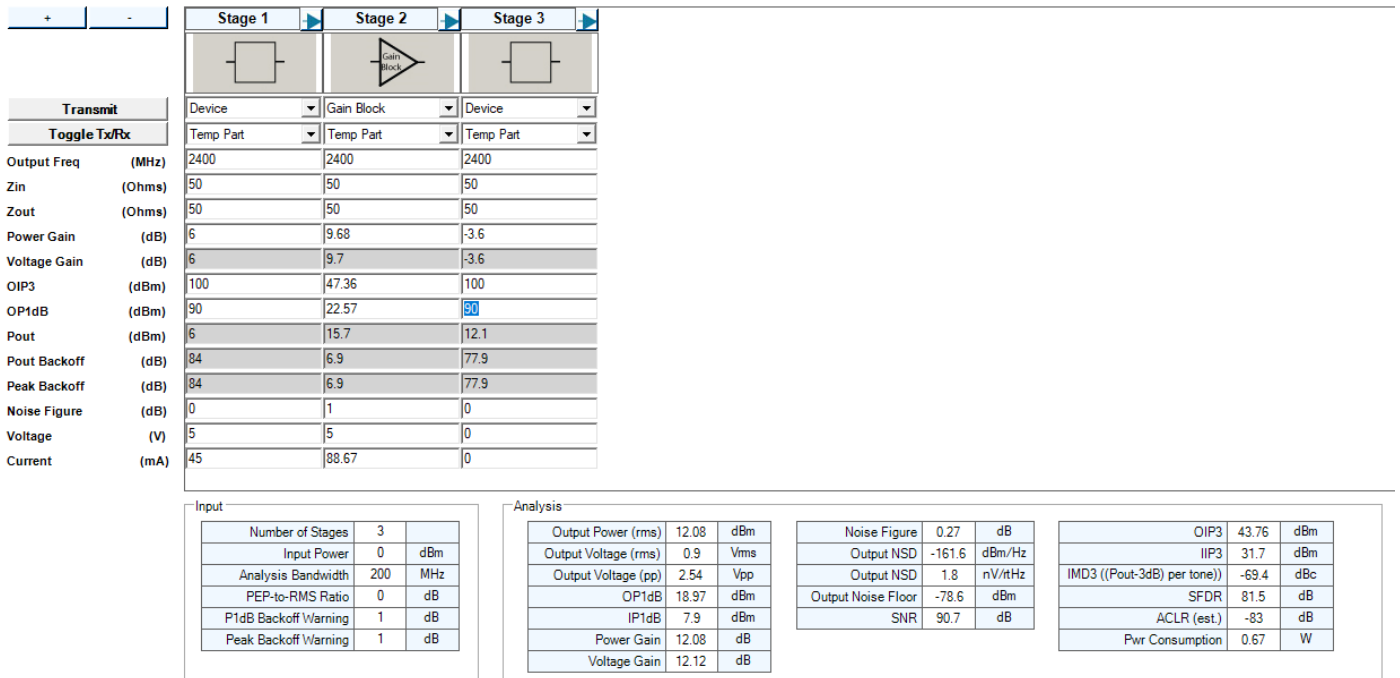 + - Stage 1 Stage 2 Stage 3
Gain
Block
Transmit Device Gain Block Device
Toggle Tx/Rx Temp Part Temp Part Temp Part
Output Freq (MHz) 2400 2400 2400
Zin (Ohms) 50 50 50
Zout (Ohms) 50 50 50
Power Gain (dB) 6 9.68 -3.6
Voltage Gain (dB) 6 9.7 -3.6
OIP3 (dBm) 100 47.36 100
OP1dB (dBm) 90 22.57 90
Pout (dBm) 6 15.7 12.1
Pout Backoff (dB) 84 6.9 77.9
Peak Backoff (dB) 84 6.9 77.9
Noise Figure (dB) 0 1 0
Voltage (V) 5 5 0
Current (mA) 45 88.67 0
Input
Number of Stages 3
Input Power 0 dBm
Analysis Bandwidth 200 MHz
PEP-to-RMS Ratio 0 dB
P1dB Backoff Warning 1 dB
Peak Backoff Warning 1 dB
Analysis
Output Power (rms) 12.08 dBm
Output Voltage (rms) 0.9 Vrms
Output Voltage (pp) 2.54 Vpp
OP1dB 18.97 dBm
IP1dB 7.9 dBm
Power Gain 12.08 dB
Voltage Gain 12.12 dB
Noise Figure 0.27 dB
Output NSD -161.6 dBm/Hz
Output NSD 1.8 nV/rtHz
Output Noise Floor -78.6 dBm
SNR 90.7 dB
OIP3 43.76 dBm
IIP3 31.7 dBm
IMD3 ((Pout-3dB) per tone)) -69.4 dBc
SFDR 81.5 dB
ACLR (est.) -83 dB
Pwr Consumption 0.67 W